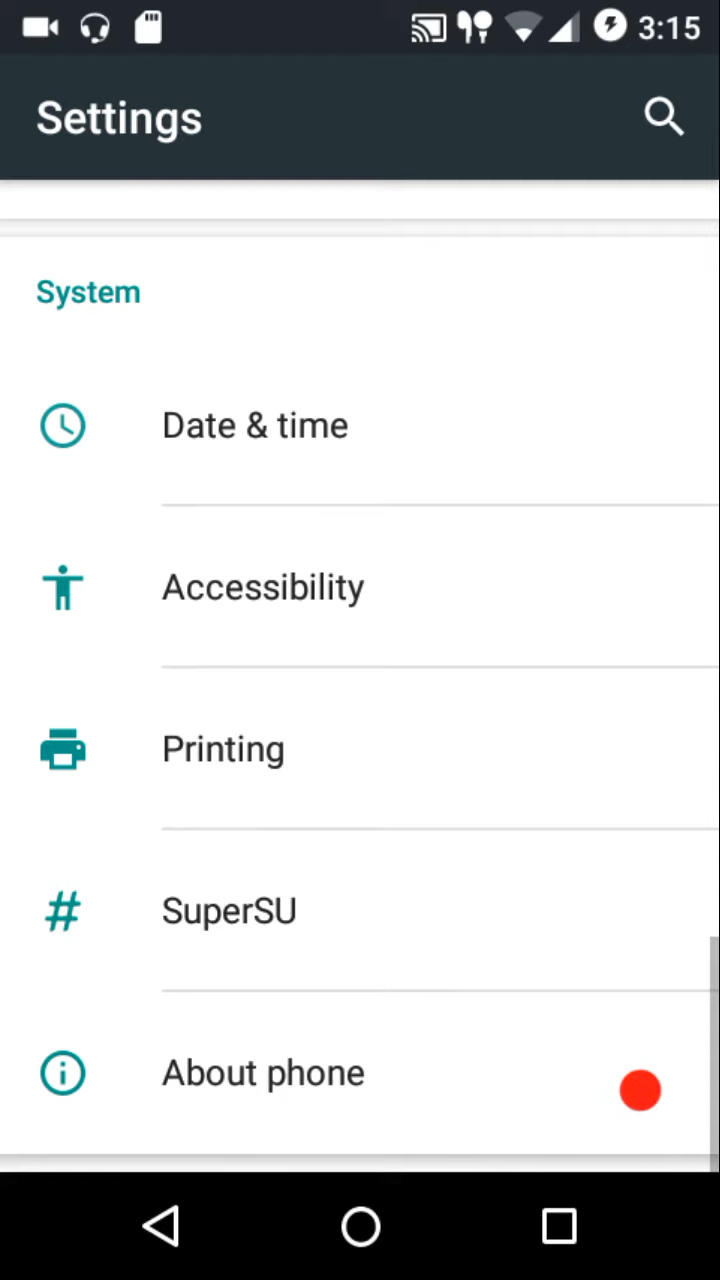 3:15
Settings
System
Date & time
Accessibility
Printing
# SuperSU
About phone